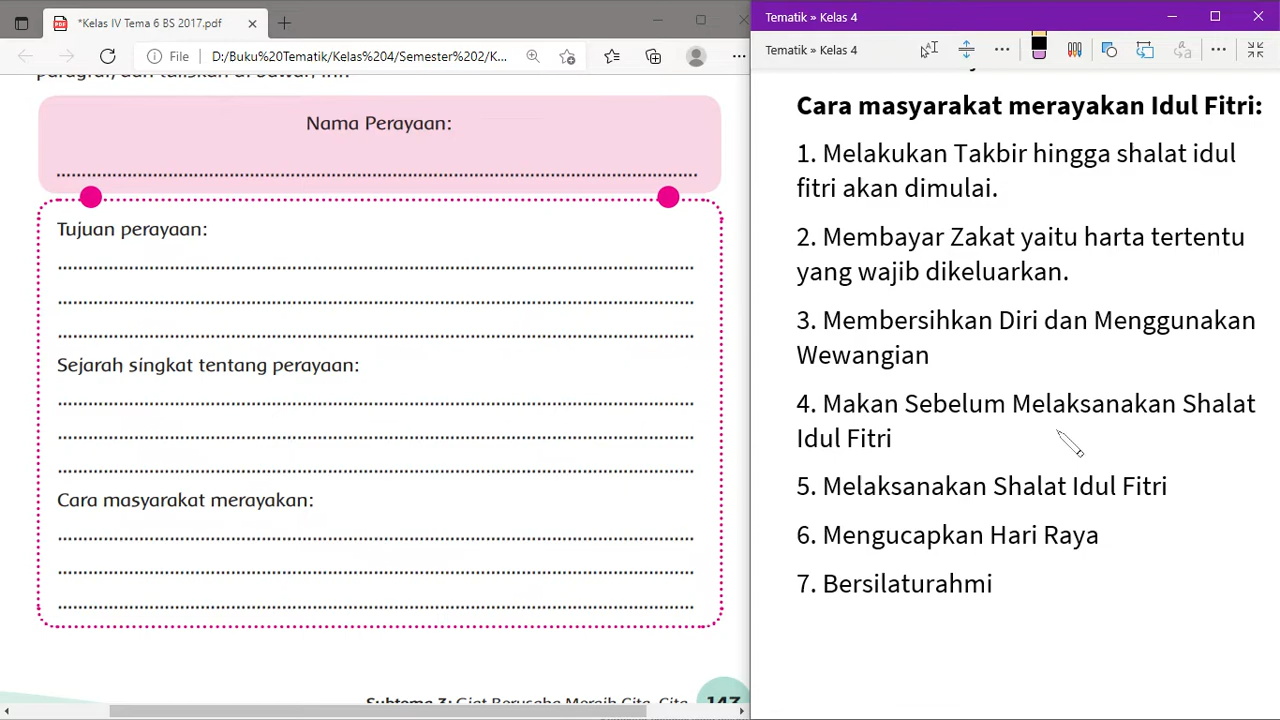 *Kelas IV Tema 6 BS 2017.pdf
File
D:/Buku%20Tematik/Kelas%204/Semester%202/K...
Nama Perayaan:
Tujuan perayaan:
Sejarah singkat tentang perayaan:
Cara masyarakat merayakan:
147
Tematik » Kelas 4
Tematik » Kelas 4
Cara masyarakat merayakan Idul Fitri:
1. Melakukan Takbir hingga shalat idul
fitri akan dimulai.
2. Membayar Zakat yaitu harta tertentu
yang wajib dikeluarkan.
3. Membersihkan Diri dan Menggunakan
Wewangian
4. Makan Sebelum Melaksanakan Shalat
Idul Fitri
5. Melaksanakan Shalat Idul Fitri
6. Mengucapkan Hari Raya
7. Bersilaturahmi